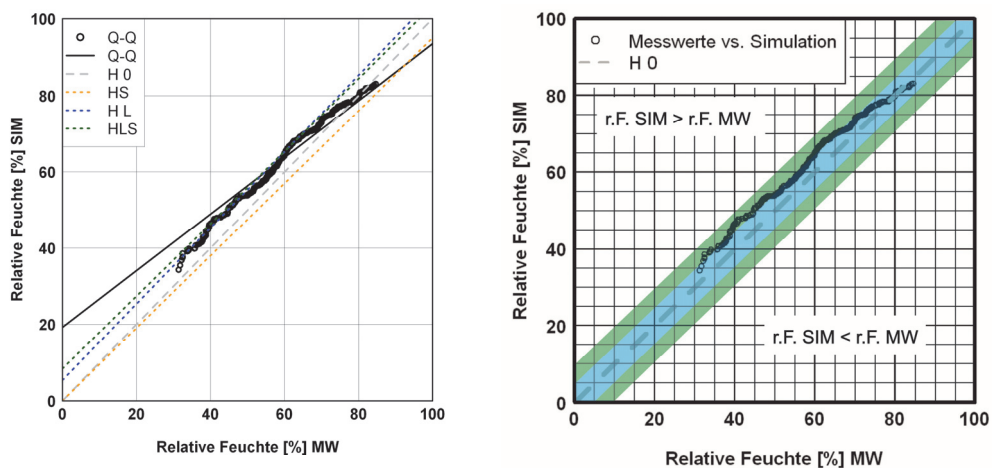 100
80
60
40
20
0
Relative Feuchte [%] SIM
Q-Q
Q-Q
H 0
HS
H L
HLS
0 20 40 60 80 100
Relative Feuchte [%] MW
100
80
60
40
20
0
Relative Feuchte [%] SIM
Messwerte vs. Simulation
H 0
r.F. SIM > r.F. MW
r.F. SIM < r.F. MW
0 20 40 60 80 100
Relative Feuchte [%] MW